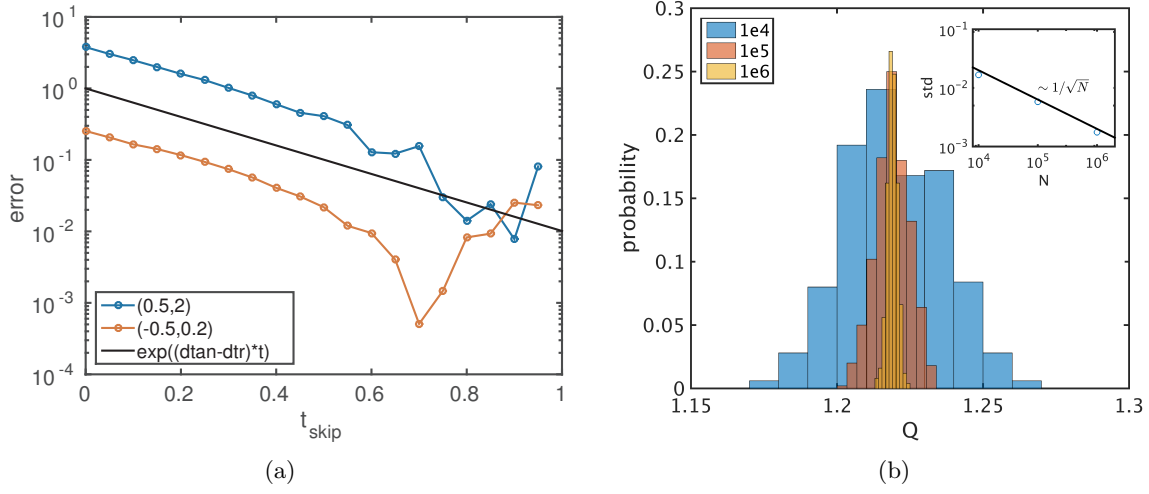 10^1
10^0
10^-1
10^-2
10^-3
10^-4
error
0 0.2 0.4 0.6 0.8 1
t_skip
(0.5,2)
(-0.5,0.2)
exp((dtan-dtr)*t)
(a)
0.3
0.25
0.2
0.15
0.1
0.05
0
probability
1.15 1.2 1.25 1.3
Q
1e4
1e5
1e6
10^-1
10^-2
10^-3
std
~ 1/√N
10^4 10^5 10^6
N
(b)